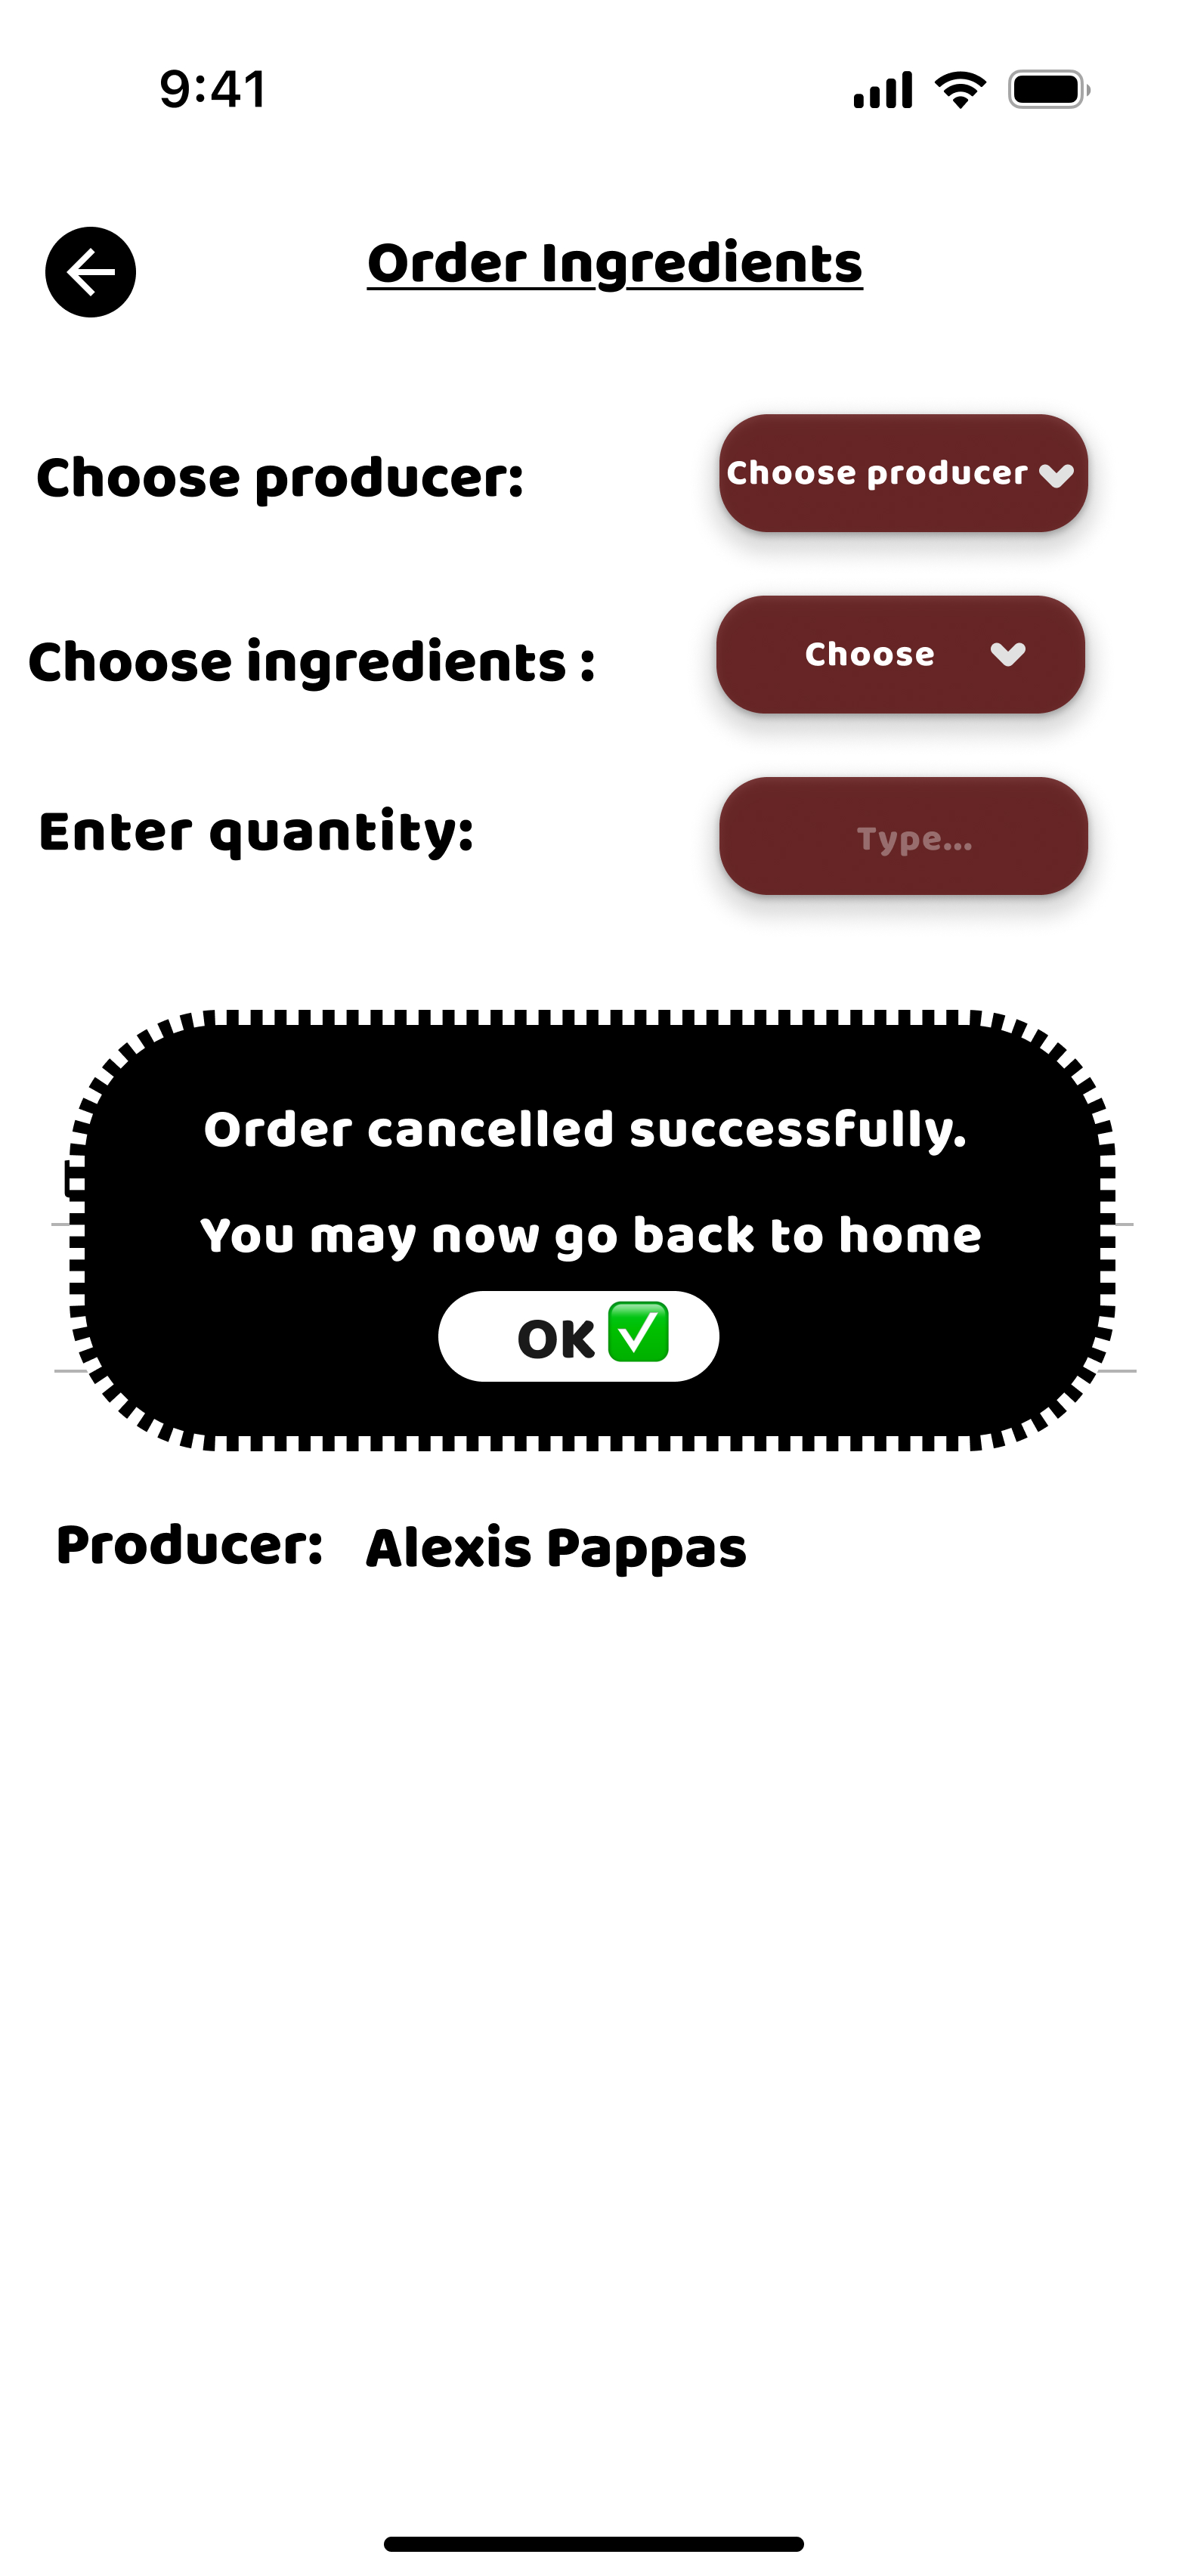 9:41
Order Ingredients
Choose producer:
Choose producer
Choose ingredients :
Choose
Enter quantity:
Type...
Order cancelled successfully.
You may now go back to home
OK ✅
Producer: Alexis Pappas